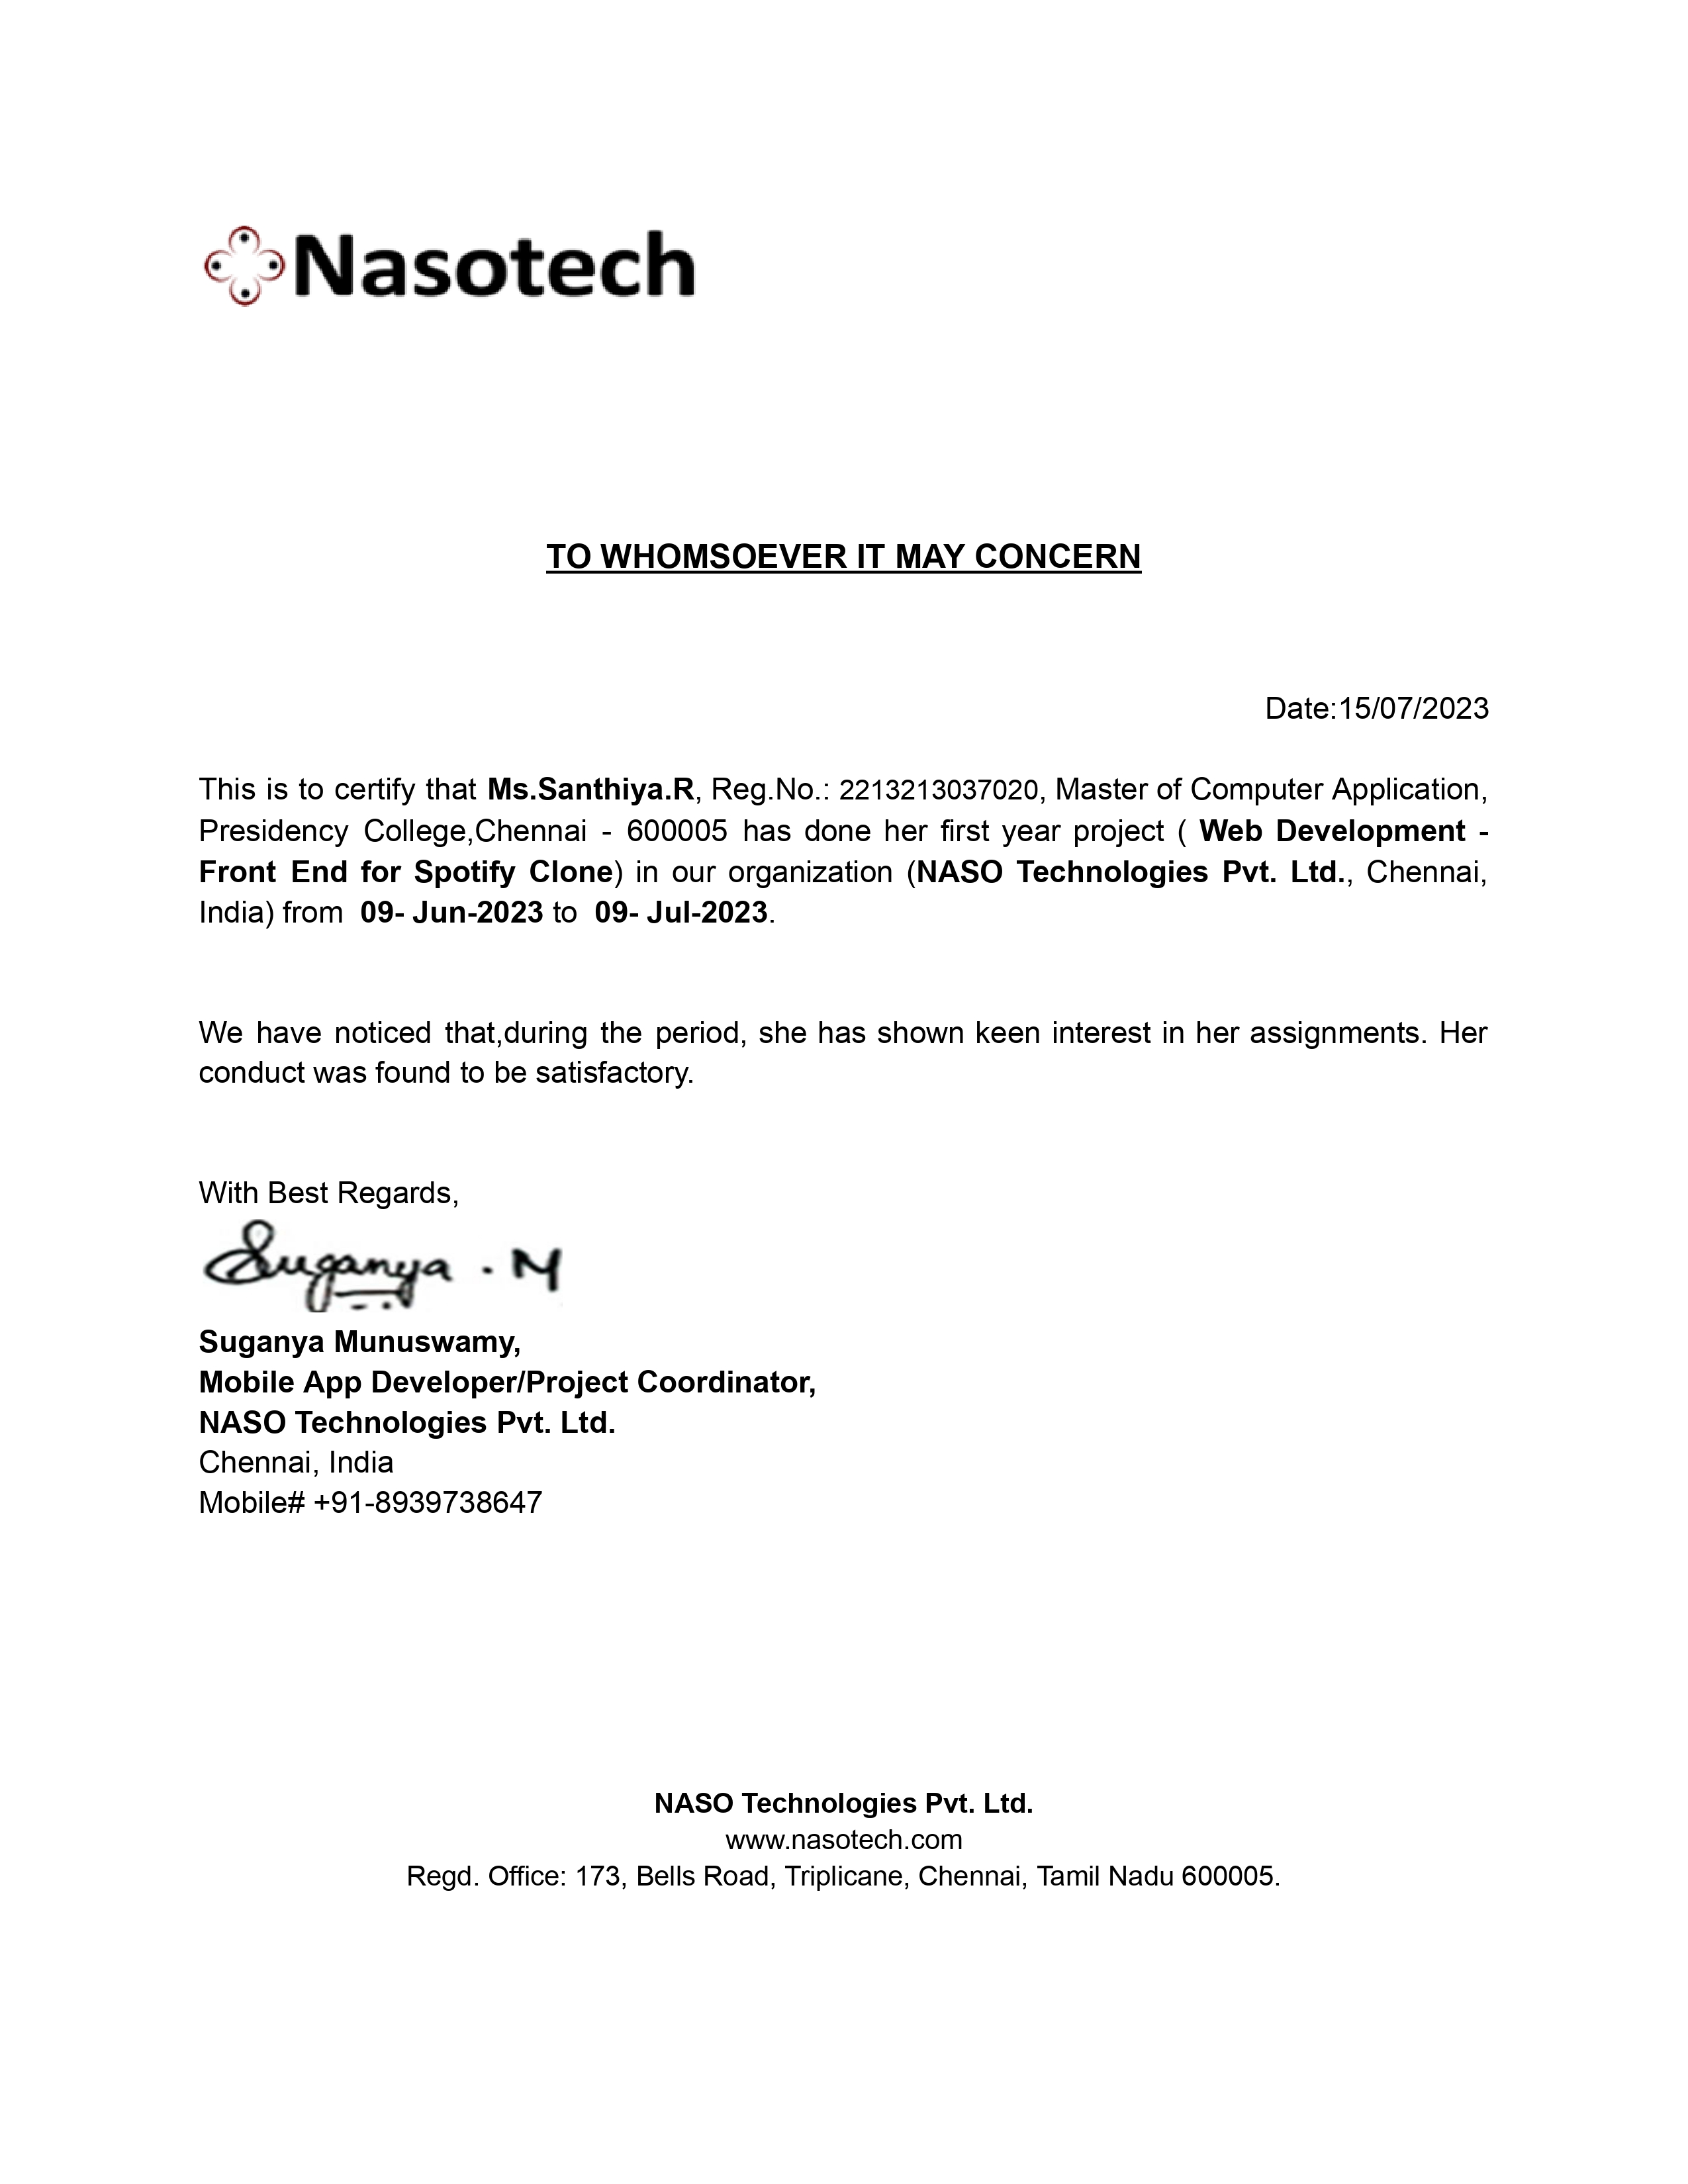 Nasotech
TO WHOMSOEVER IT MAY CONCERN
Date:15/07/2023
This is to certify that Ms.Santhiya.R, Reg.No.: 2213213037020, Master of Computer Application,
Presidency College,Chennai - 600005 has done her first year project ( Web Development -
Front End for Spotify Clone) in our organization (NASO Technologies Pvt. Ltd., Chennai,
India) from 09- Jun-2023 to 09- Jul-2023.
We have noticed that,during the period, she has shown keen interest in her assignments. Her
conduct was found to be satisfactory.
With Best Regards,
Suganya . M
Suganya Munuswamy,
Mobile App Developer/Project Coordinator,
NASO Technologies Pvt. Ltd.
Chennai, India
Mobile# +91-8939738647
NASO Technologies Pvt. Ltd.
www.nasotech.com
Regd. Office: 173, Bells Road, Triplicane, Chennai, Tamil Nadu 600005.